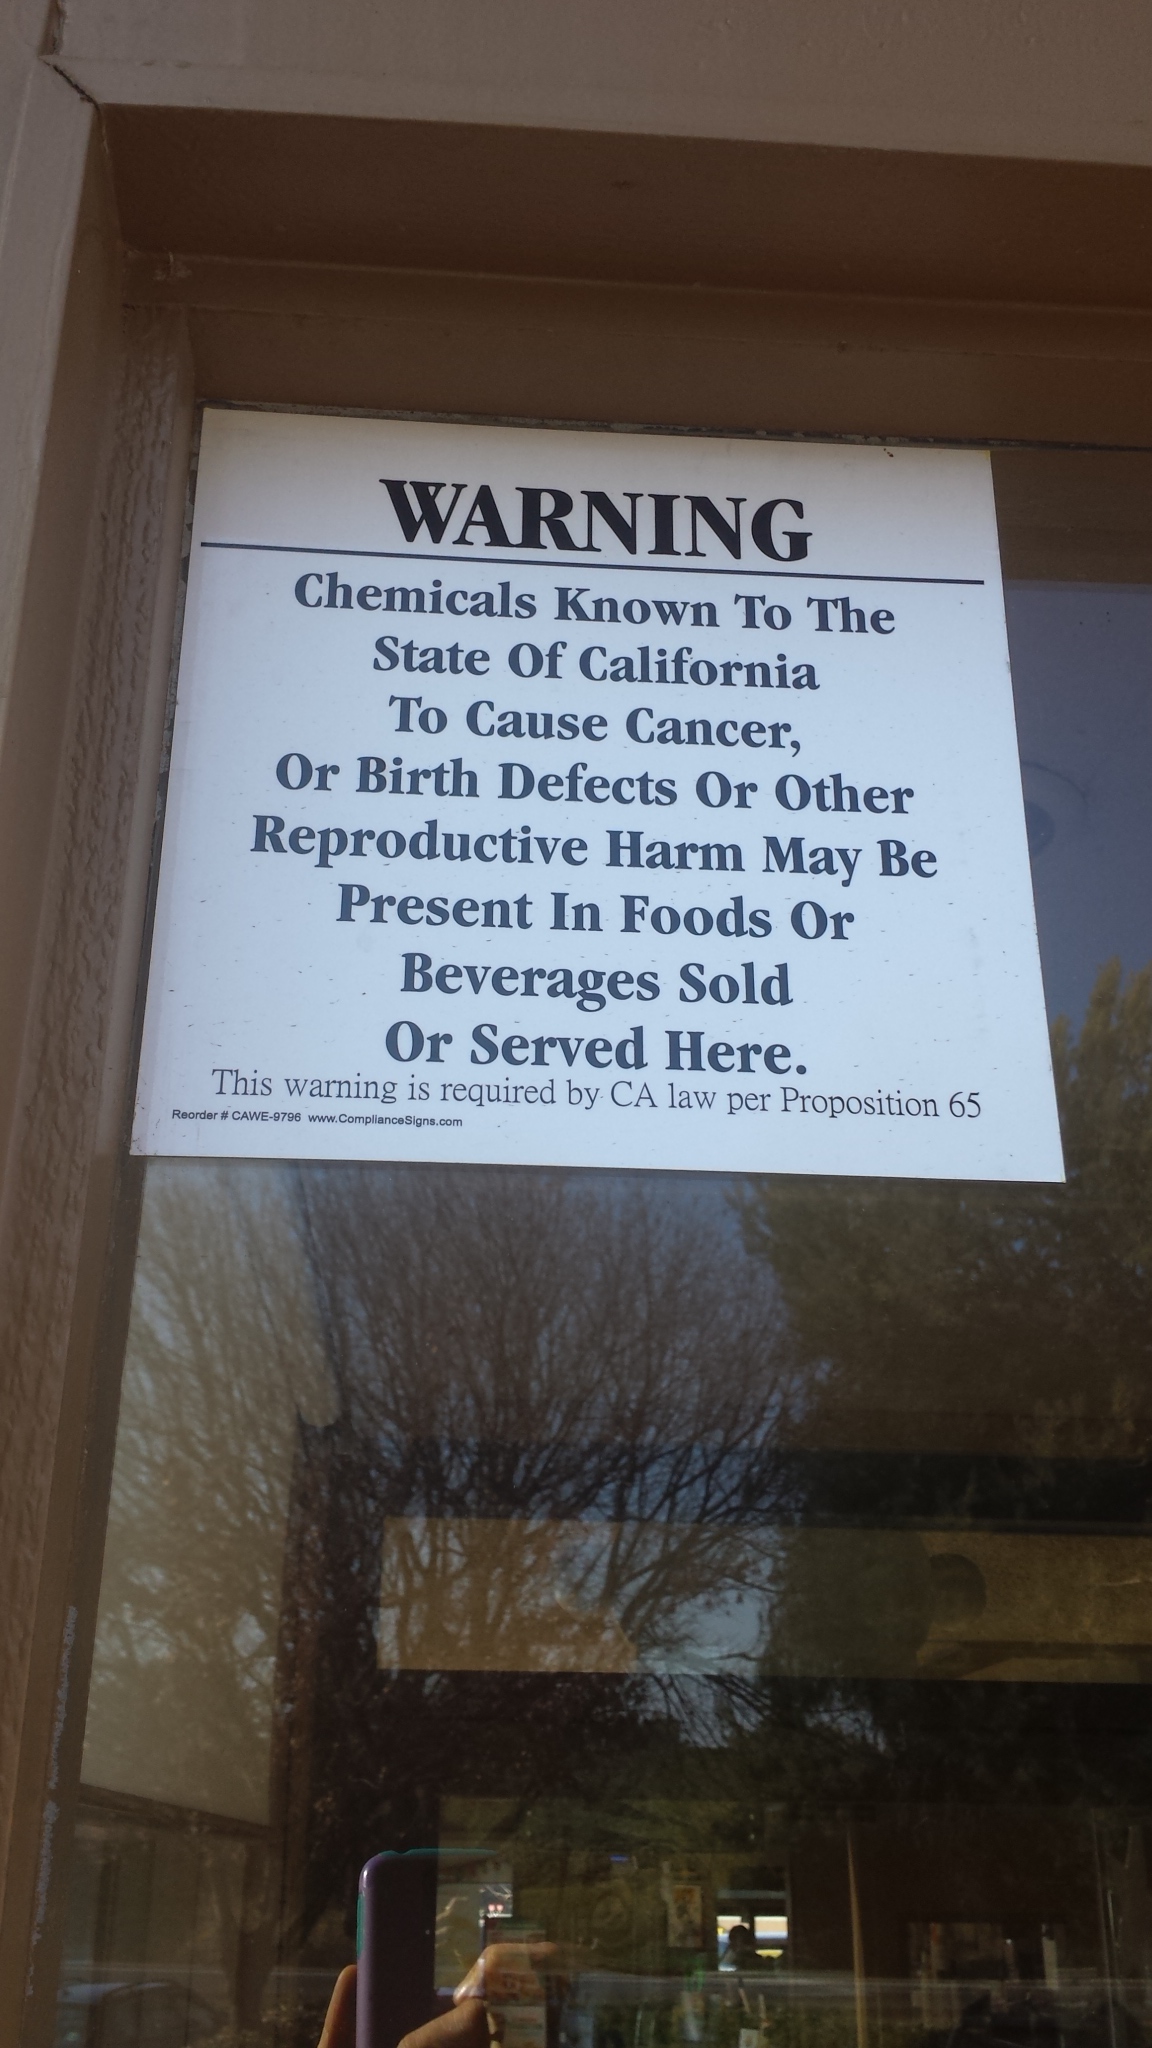 WARNING
Chemicals Known To The
State Of California
To Cause Cancer,
Or Birth Defects Or Other
Reproductive Harm May Be
Present In Foods Or
Beverages Sold
Or Served Here.
This warning is required by CA law per Proposition 65
Reorder # CAWE-9796 www.ComplianceSigns.com